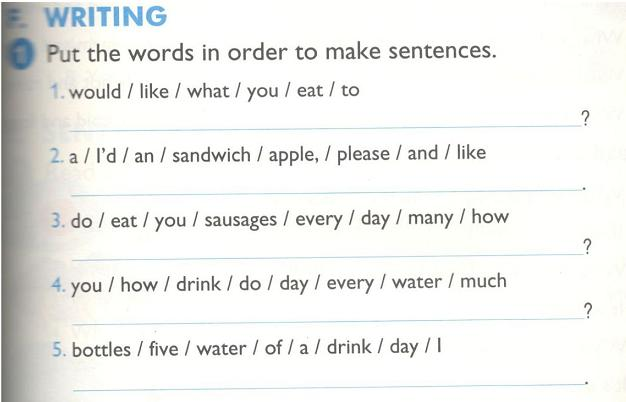 F. WRITING
1 Put the words in order to make sentences.
1. would / like / what / you / eat / to
?
2. a / I'd / an / sandwich / apple, / please / and / like
.
3. do / eat / you / sausages / every / day / many / how
?
4. you / how / drink / do / day / every / water / much
?
5. bottles / five / water / of / a / drink / day / I
.